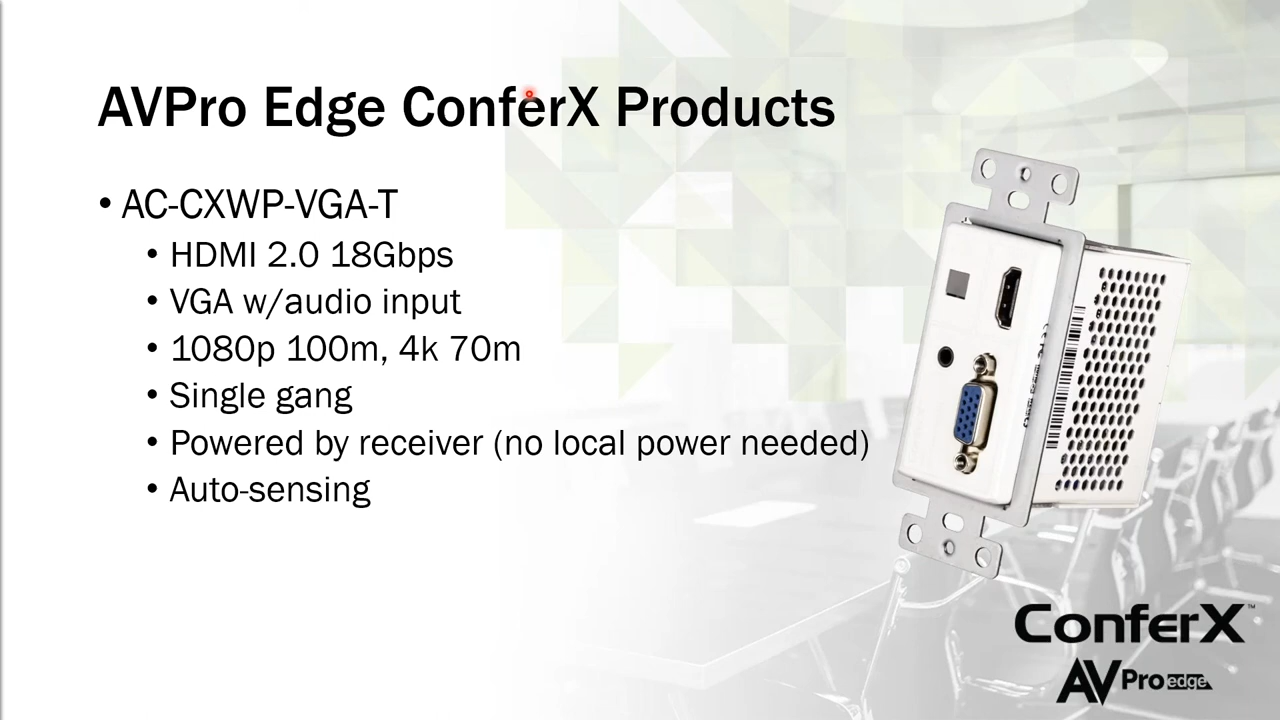 AVPro Edge ConferX Products
• AC-CXWP-VGA-T
• HDMI 2.0 18Gbps
• VGA w/audio input
• 1080p 100m, 4k 70m
• Single gang
• Powered by receiver (no local power needed)
• Auto-sensing
ConferX™
AVPro edge